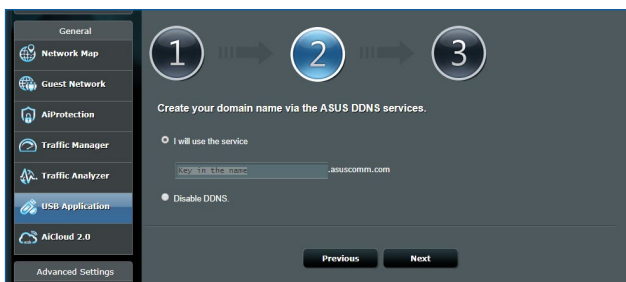 General
Network Map
Guest Network
AiProtection
Traffic Manager
Traffic Analyzer
USB Application
AiCloud 2.0
Advanced Settings
1
2
3
Create your domain name via the ASUS DDNS services.
I will use the service
Key in the name .asuscomm.com
Disable DDNS.
Previous Next